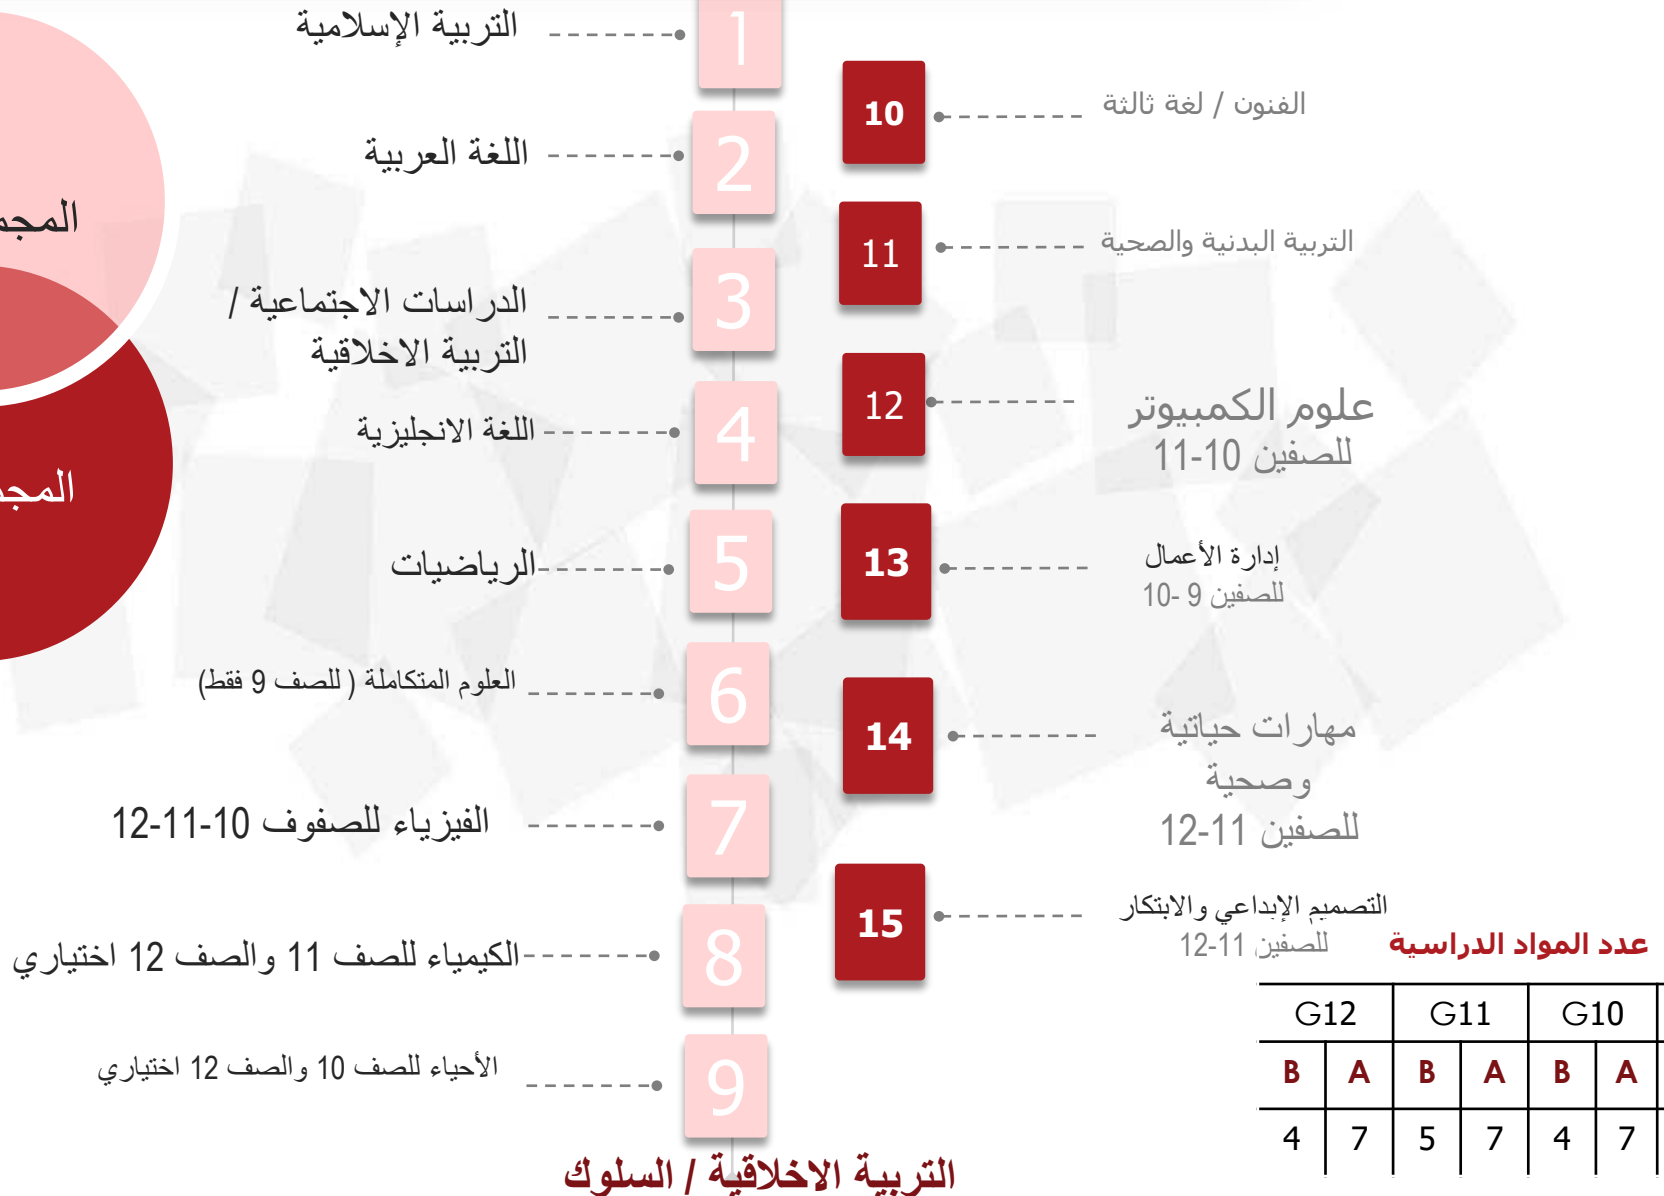 1
التربية الإسلامية
2
اللغة العربية
3
الدراسات الاجتماعية /
التربية الاخلاقية
4
اللغة الانجليزية
5
الرياضيات
6
العلوم المتكاملة ( للصف 9 فقط)
7
الفيزياء للصفوف 10-11-12
8
الكيمياء للصف 11 والصف 12 اختياري
9
الأحياء للصف 10 والصف 12 اختياري
التربية الاخلاقية / السلوك
10
الفنون / لغة ثالثة
11
التربية البدنية والصحية
12
علوم الكمبيوتر
للصفين 10-11
13
إدارة الأعمال
للصفين 9 -10
14
مهارات حياتية
وصحية
للصفين 11-12
15
التصميم الإبداعي والابتكار
للصفين 11-12
عدد المواد الدراسية
G12 G11 G10
B A B A B A
4 7 5 7 4 7